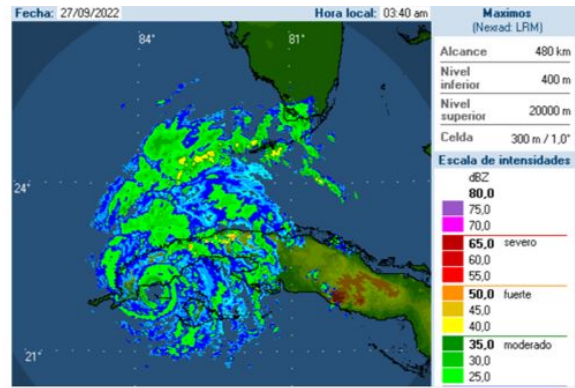 Fecha: 27/09/2022 Hora local: 03:40 am
84° 81°
24°
21°
Maximos
(Nexrad: LRM)
Alcance 480 km
Nivel inferior 400 m
Nivel superior 20000 m
Celda 300 m / 1,0°
Escala de intensidades
dBZ
80,0
75,0
70,0
65,0 severo
60,0
55,0
50,0 fuerte
45,0
40,0
35,0 moderado
30,0
25,0